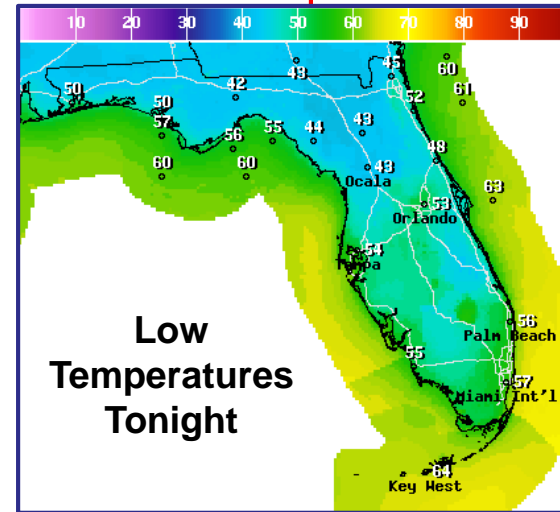 10 20 30 40 50 60 70 80 90
43 45 60
50 42 61
50 52
57 43
56 55 44 48
60 60 43
Ocala
63
53
Orlando
54
Tampa
56
Palm Beach
55
57
Miami Int'l
64
Key West
Low
Temperatures
Tonight